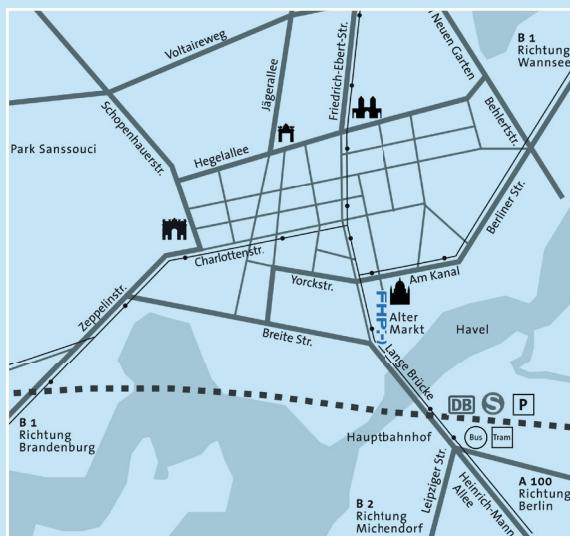 B 1
Richtung
Wannsee
Voltaireweg
Jägerallee
Friedrich-Ebert-Str.
Neuen Garten
Behlertstr.
Schopenhauerstr.
Park Sanssouci
Hegelallee
Berliner Str.
Charlottenstr.
Yorckstr.
Am Kanal
Zeppelinstr.
FHP:-)
Alter
Markt
Havel
Breite Str.
Lange Brücke
DB
S
P
B 1
Richtung
Brandenburg
Hauptbahnhof
Bus
Tram
Leipziger Str.
Heinrich-Mann-
Allee
A 100
Richtung
Berlin
B 2
Richtung
Michendorf